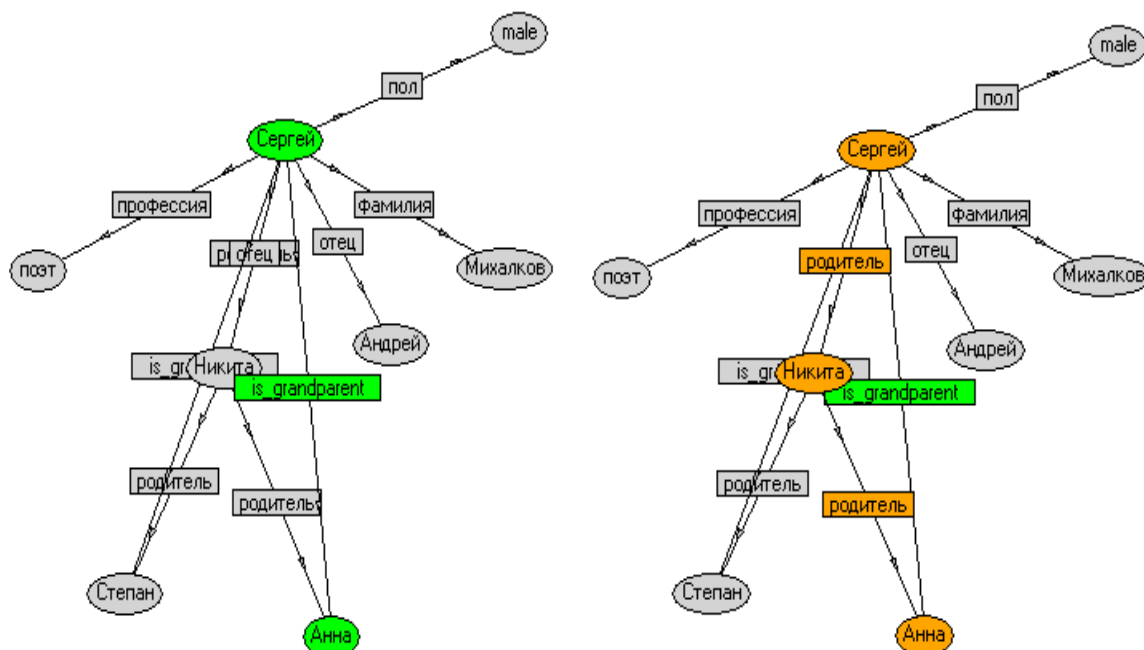 male
пол
Сергей
профессия
фамилия
отец
отец
поэт
Михалков
Андрей
Никита
is_grandparent
родитель
родитель
Степан
Анна
male
пол
Сергей
профессия
фамилия
родитель
отец
поэт
Михалков
Андрей
Никита
is_grandparent
родитель
родитель
Степан
Анна